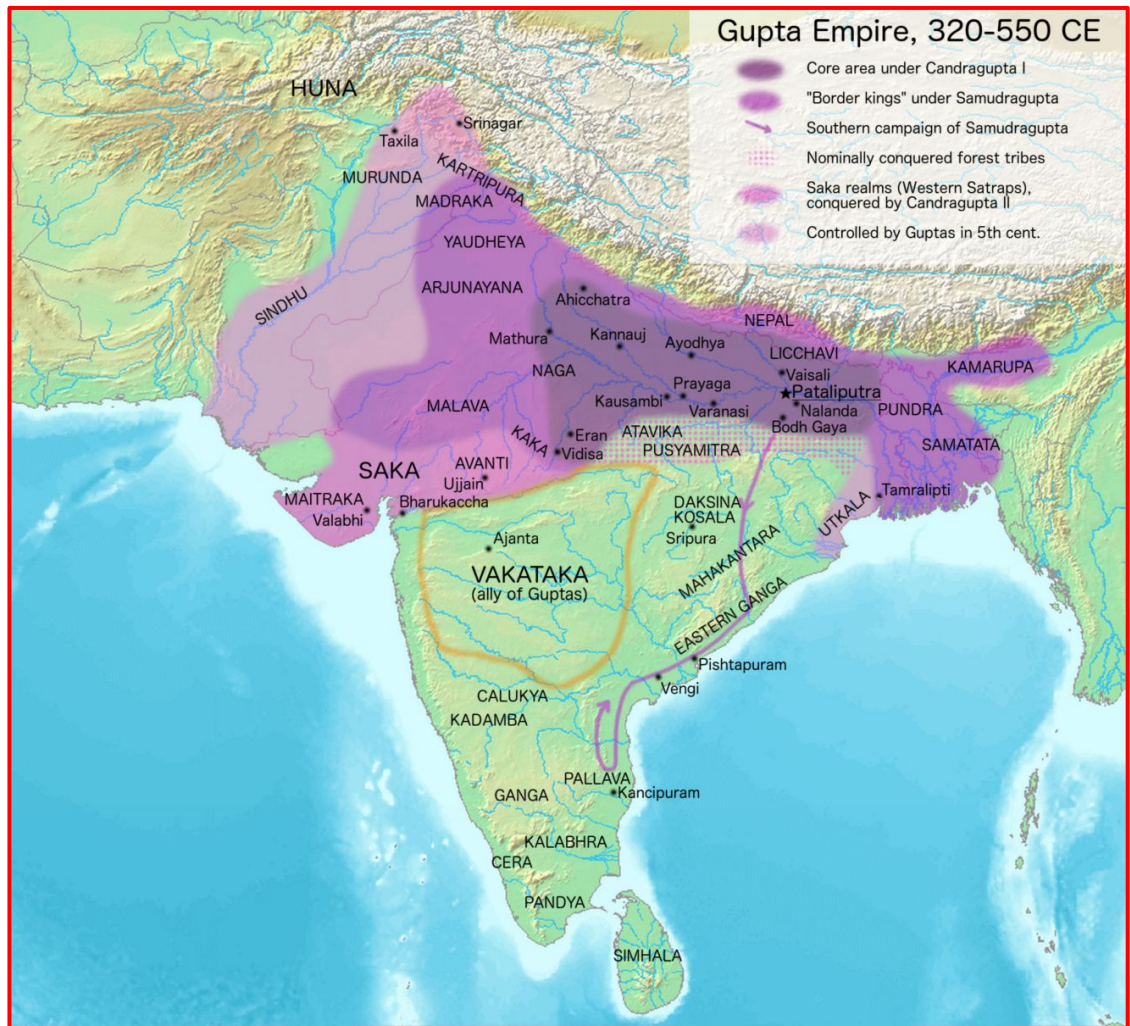 Gupta Empire, 320-550 CE
Core area under Candragupta I
"Border kings" under Samudragupta
Southern campaign of Samudragupta
Nominally conquered forest tribes
Saka realms (Western Satraps),
conquered by Candragupta II
Controlled by Guptas in 5th cent.
HUNA
Srinagar
Taxila
KARTRIPURA
MURUNDA
MADRAKA
YAUDHEYA
ARJUNAYANA
SINDHU
Ahicchatra
NEPAL
Mathura
Kannauj
Ayodhya
LICCHAVI
KAMARUPA
NAGA
Vaisali
Prayaga
Pataliputra
Kausambi
Varanasi
Nalanda
PUNDRA
MALAVA
Bodh Gaya
KAKA
Eran
ATAVIKA
SAMATATA
Vidisa
PUSYAMITRA
SAKA
AVANTI
Ujjain
MAITRAKA
Bharukaccha
Valabhi
DAKSINA
KOSALA
Sripura
UTKALA
Tamralipti
Ajanta
MAHAKANTARA
VAKATAKA
(ally of Guptas)
EASTERN GANGA
Pishtapuram
Vengi
CALUKYA
KADAMBA
PALLAVA
GANGA
Kancipuram
KALABHRA
CERA
PANDYA
SIMHALA